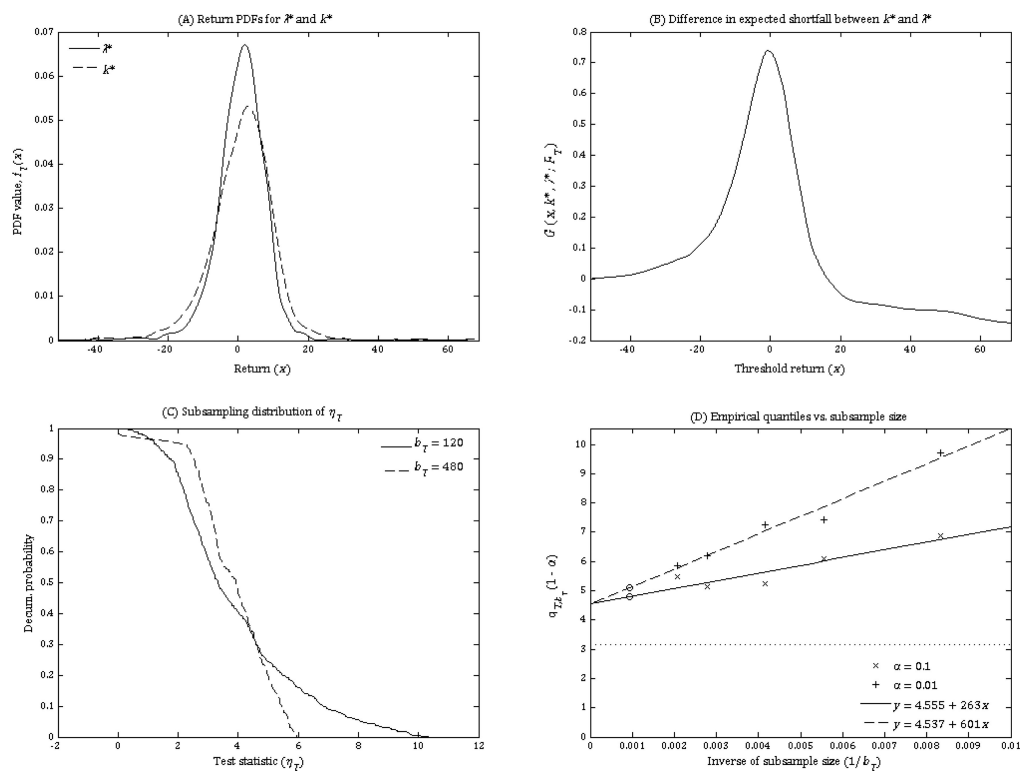 (A) Return PDFs for λ* and k*
λ*
k*
PDF value, f_T(x)
0.07
0.06
0.05
0.04
0.03
0.02
0.01
0
-40 -20 0 20 40 60
Return (x)
(B) Difference in expected shortfall between k* and λ*
G (x, k*, λ*; F_T)
0.8
0.7
0.6
0.5
0.4
0.3
0.2
0.1
0
-0.1
-0.2
-40 -20 0 20 40 60
Threshold return (x)
(C) Subsampling distribution of η_T
b_T = 120
b_T = 480
Decum. probability
1
0.9
0.8
0.7
0.6
0.5
0.4
0.3
0.2
0.1
0
-2 0 2 4 6 8 10 12
Test statistic (η_T)
(D) Empirical quantiles vs. subsample size
q_T,b_T (1 - α)
10
9
8
7
6
5
4
3
2
1
0
α = 0.1
α = 0.01
y = 4.555 + 263x
y = 4.537 + 601x
0 0.001 0.002 0.003 0.004 0.005 0.006 0.007 0.008 0.009 0.01
Inverse of subsample size (1/b_T)